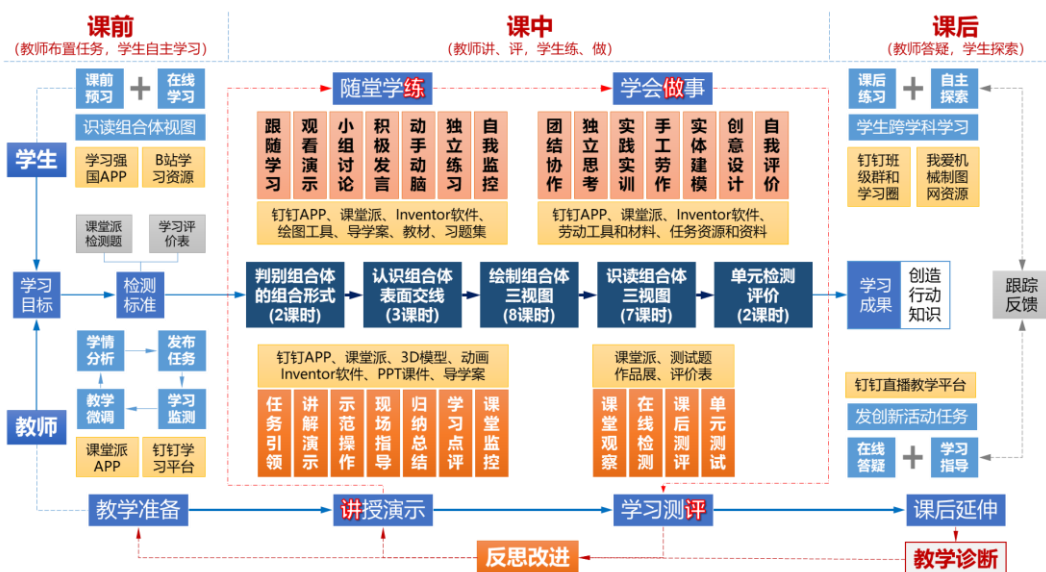 课前
(教师布置任务，学生自主学习)
课中
(教师讲、评，学生练、做)
课后
(教师答疑，学生探索)
课前
预习
在线
学习
识读组合体视图
学生
学习强
国APP
B站学
习资源
课堂派
检测题
学习评
价表
学习
目标
检测
标准
学情
分析
发布
任务
教学
微调
学习
监测
教师
课堂派
APP
钉钉学
习平台
教学准备
随堂学练
跟随学习
观看演示
小组讨论
积极发言
动手动脑
独立练习
自我监控
钉钉APP、课堂派、Inventor软件、
绘图工具、导学案、教材、习题集
学会做事
团结协作
独立思考
实践实训
手工劳作
实体建模
创意设计
自我评价
钉钉APP、课堂派、Inventor软件、
劳动工具和材料、任务资源和资料
判别组合体
的组合形式
(2课时)
认识组合体
表面交线
(3课时)
绘制组合体
三视图
(8课时)
识读组合体
三视图
(7课时)
单元检测
评价
(2课时)
钉钉APP、课堂派、3D模型、动画
Inventor软件、PPT课件、导学案
任务引领
讲解演示
示范操作
现场指导
归纳总结
学习点评
课堂监控
课堂派、测试题
作品展、评价表
课堂观察
在线检测
课后测评
单元测试
讲授演示
学习测评
反思改进
课后
练习
自主
探索
学生跨学科学习
钉钉班
级群和
学习圈
我爱机
械制图
网资源
学习
成果
创造
行动
知识
跟踪
反馈
钉钉直播教学平台
发创新活动任务
在线
答疑
学习
指导
课后延伸
教学诊断